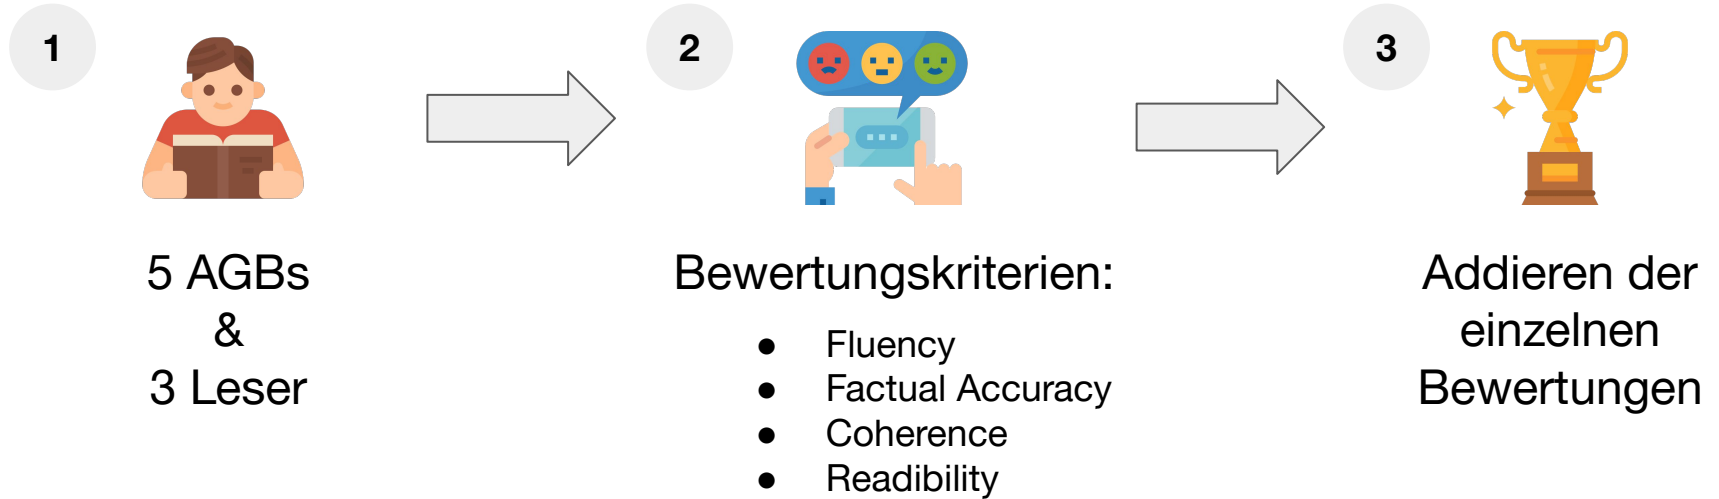 1
5 AGBs
&
3 Leser
2
Bewertungskriterien:
● Fluency
● Factual Accuracy
● Coherence
● Readibility
3
Addieren der
einzelnen
Bewertungen